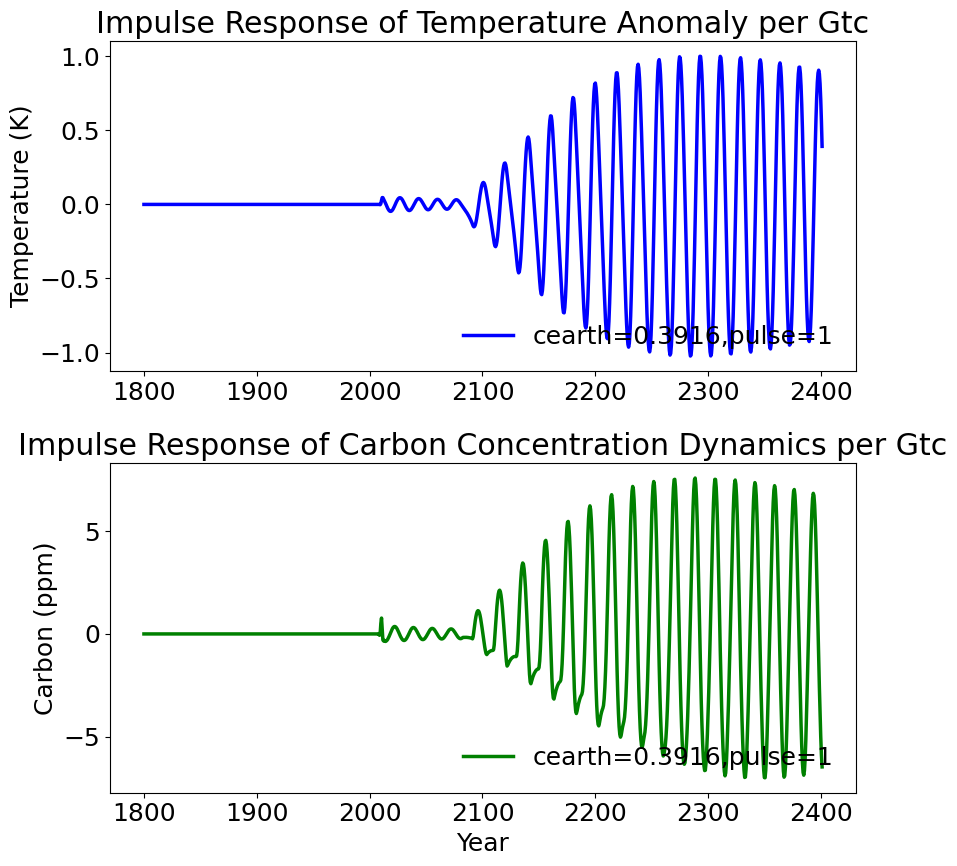 Impulse Response of Temperature Anomaly per Gtc
Temperature (K)
1.0
0.5
0.0
−0.5
−1.0
cearth=0.3916,pulse=1
1800 1900 2000 2100 2200 2300 2400
Impulse Response of Carbon Concentration Dynamics per Gtc
Carbon (ppm)
5
0
−5
cearth=0.3916,pulse=1
1800 1900 2000 2100 2200 2300 2400
Year